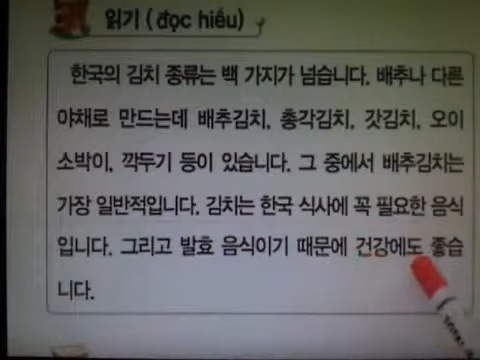 읽기 (đọc hiểu)
한국의 김치 종류는 백 가지가 넘습니다. 배추나 다른
야채로 만드는데 배추김치, 총각김치, 갓김치, 오이
소박이, 깍두기 등이 있습니다. 그 중에서 배추김치는
가장 일반적입니다. 김치는 한국 식사에 꼭 필요한 음식
입니다. 그리고 발효 음식이기 때문에 건강에도 좋습
니다.